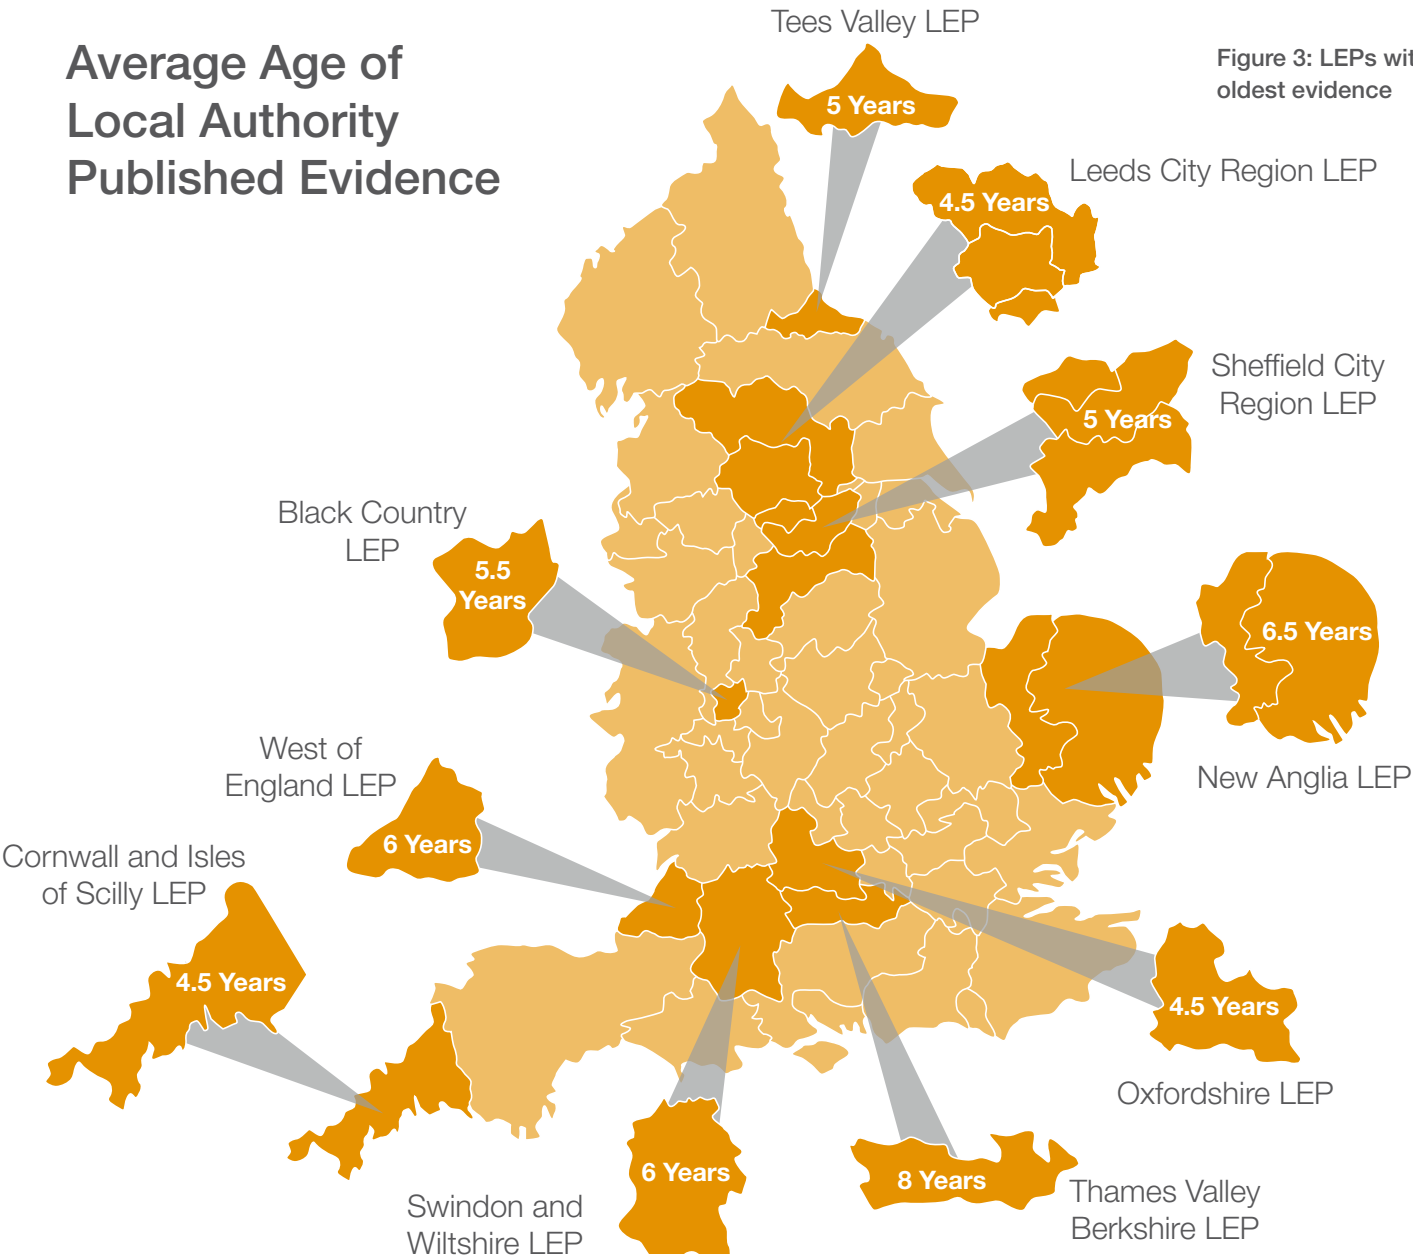 Average Age of
Local Authority
Published Evidence
Tees Valley LEP
5 Years
Figure 3: LEPs
oldest evidence
Leeds City Region LEP
4.5 Years
Sheffield City
Region LEP
5 Years
Black Country
LEP
5.5
Years
6.5 Years
New Anglia LEP
West of
England LEP
6 Years
Cornwall and Isles
of Scilly LEP
4.5 Years
4.5 Years
Oxfordshire LEP
6 Years
Swindon and
Wiltshire LEP
8 Years
Thames Valley
Berkshire LEP